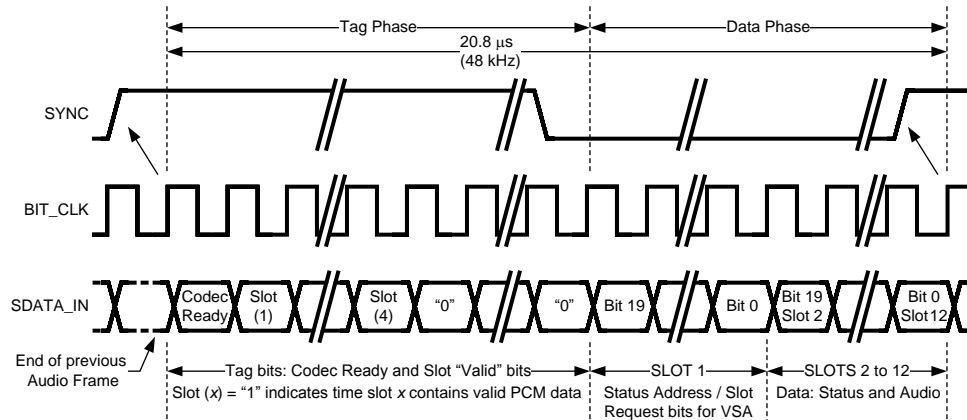 Tag Phase
Data Phase
20.8 μs
(48 kHz)
SYNC
BIT_CLK
SDATA_IN
Codec
Ready
Slot
(1)
Slot
(4)
“0”
“0”
Bit 19
Bit 0
Bit 19
Slot 2
Bit 0
Slot12
End of previous
Audio Frame
Tag bits: Codec Ready and Slot “Valid” bits
Slot (x) = “1” indicates time slot x contains valid PCM data
SLOT 1
Status Address / Slot
Request bits for VSA
SLOTS 2 to 12
Data: Status and Audio